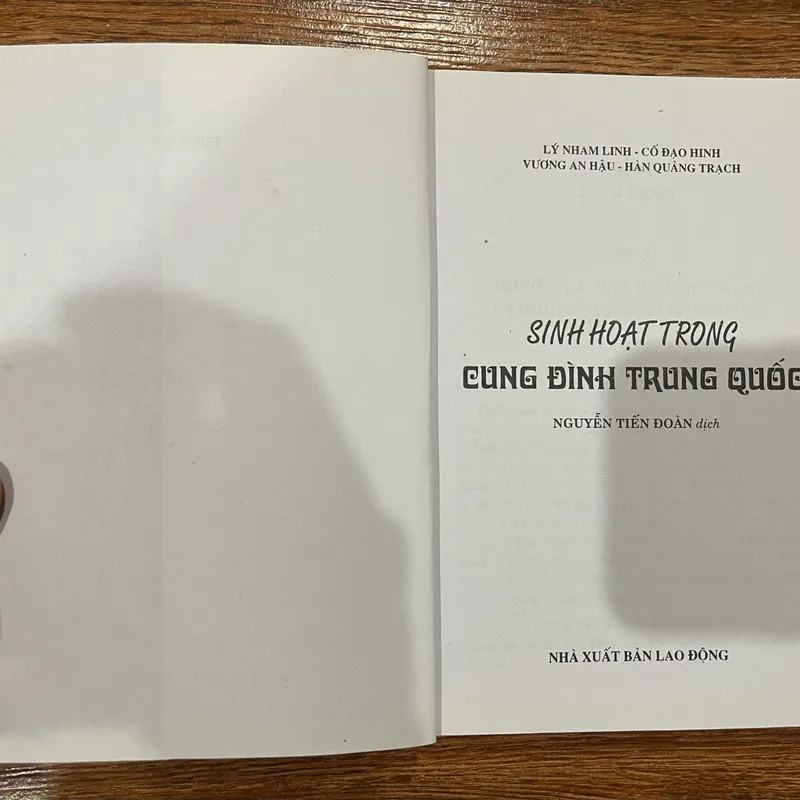 LÝ NHAM LINH - CỐ ĐẠO HINH
VƯƠNG AN HẬU - HÀN QUẢNG TRẠCH
SINH HOẠT TRONG
CUNG ĐÌNH TRUNG QUỐC
NGUYỄN TIẾN ĐOÀN dịch
NHÀ XUẤT BẢN LAO ĐỘNG